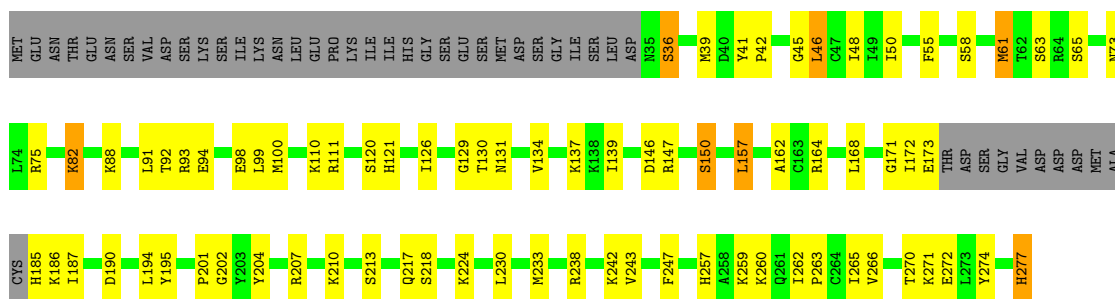 MET GLU ASN THR GLU ASN SER VAL ASP SER LYS SER ILE LYS ASN LEU GLU PRO LYS ILE ILE HIS GLY SER GLU SER MET ASP SER GLY ILE SER LEU ASP N35 S36 M39 D40 Y41 P42 G45 L46 C47 I48 I49 I50 F55 S58 M61 T62 S63 R64 S65 N73
L74 R75 K82 K88 L91 T92 R93 E94 E98 L99 M100 K110 R111 S120 H121 I126 G129 T130 N131 V134 K137 K138 I139 D146 R147 S150 L157 A162 C163 R164 L168 G171 I172 E173 THR ASP SER GLY VAL ASP ASP ASP MET ALA
CYS H185 K186 I187 D190 L194 Y195 P201 G202 Y203 Y204 R207 K210 S213 Q217 S218 K224 L230 M233 R238 K242 V243 F247 H257 A258 K259 K260 Q261 I262 P263 C264 I265 V266 T270 K271 E272 L273 Y274 H277